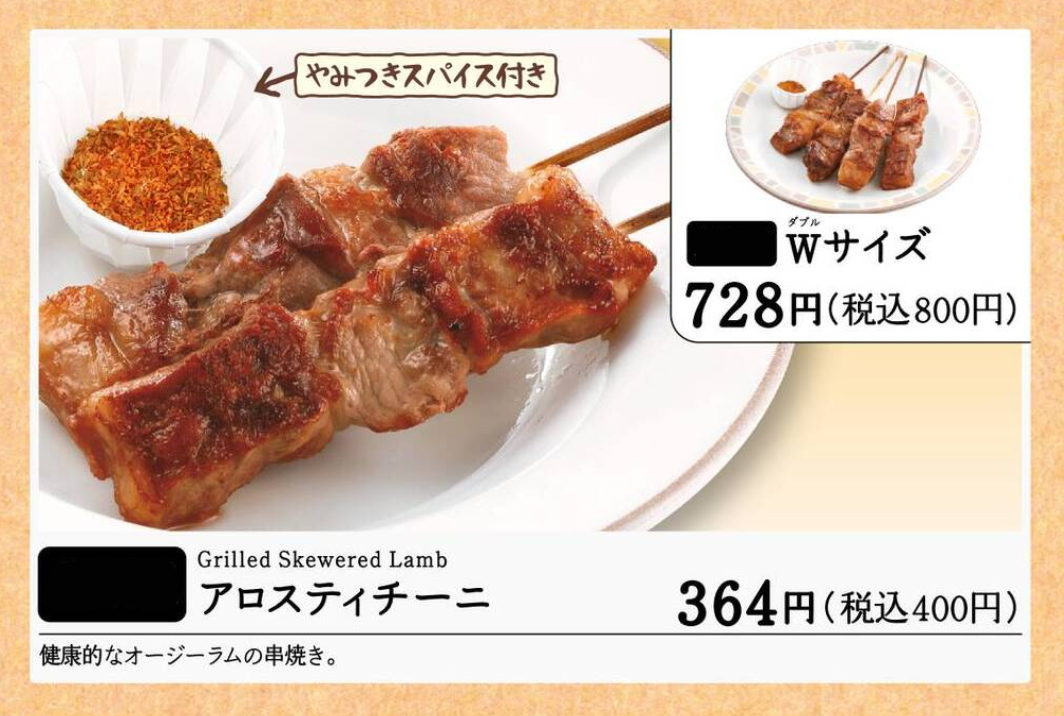 やみつきスパイス付き
ダブル
Wサイズ
728円(税込800円)
Grilled Skewered Lamb
アロスティチーニ
364円(税込400円)
健康的なオージーラムの串焼き。